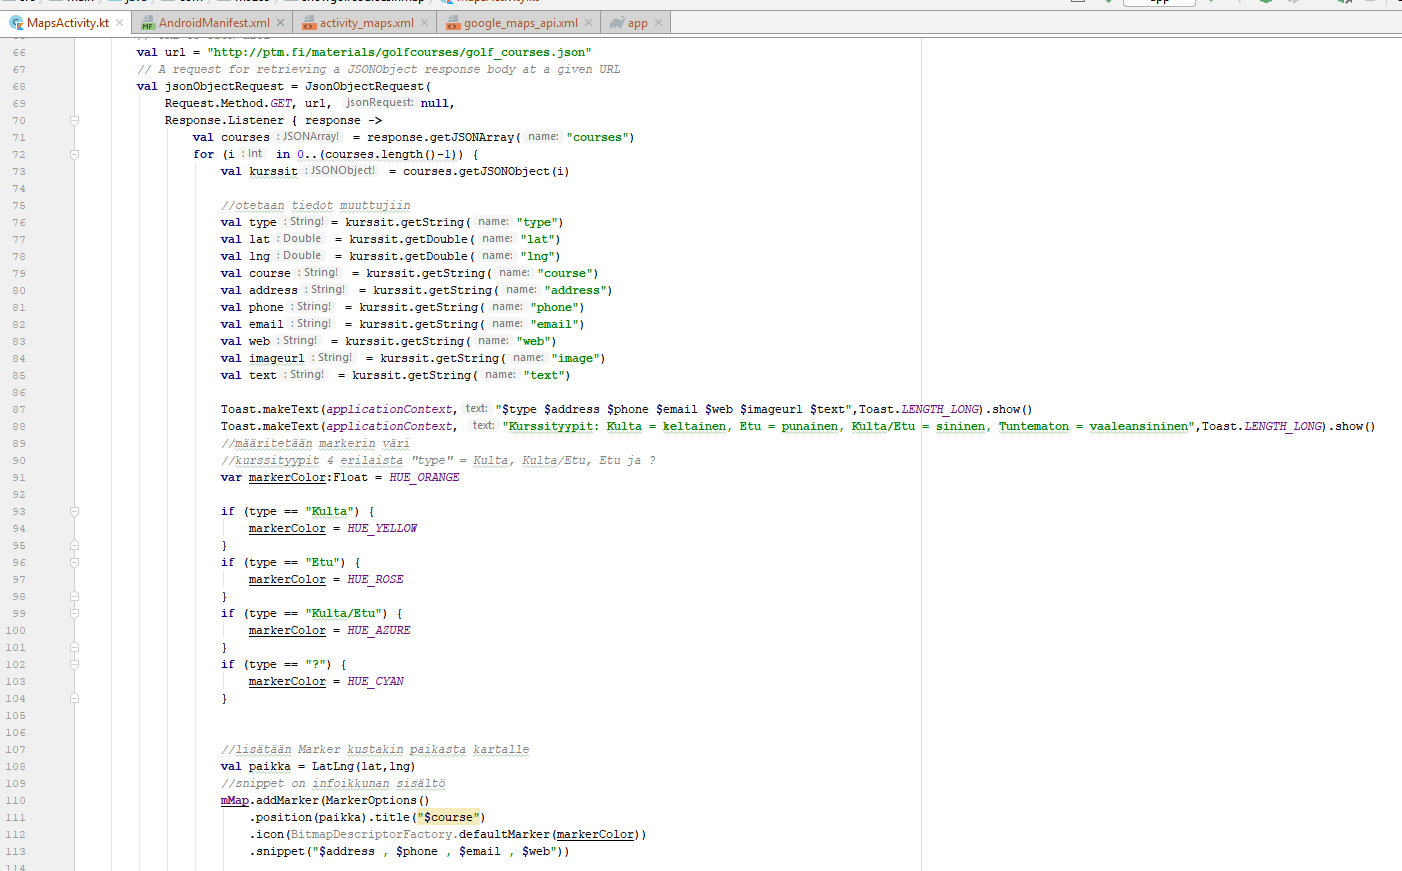 MapsActivity.kt AndroidManifest.xml activity_maps.xml google_maps_api.xml app
66 val url = "http://ptm.fi/materials/golfcourses/golf_courses.json"
67 // A request for retrieving a JSONObject response body at a given URL
68 val jsonObjectRequest = JsonObjectRequest(
69 Request.Method.GET, url, jsonRequest: null,
70 Response.Listener { response ->
71 val courses : JSONArray! = response.getJSONArray( name: "courses")
72 for (i : Int in 0..(courses.length()-1)) {
73 val kurssit : JSONObject! = courses.getJSONObject(i)
74
75 //otetaan tiedot muuttujiin
76 val type : String! = kurssit.getString( name: "type")
77 val lat : Double = kurssit.getDouble( name: "lat")
78 val lng : Double = kurssit.getDouble( name: "lng")
79 val course : String! = kurssit.getString( name: "course")
80 val address : String! = kurssit.getString( name: "address")
81 val phone : String! = kurssit.getString( name: "phone")
82 val email : String! = kurssit.getString( name: "email")
83 val web : String! = kurssit.getString( name: "web")
84 val imageurl : String! = kurssit.getString( name: "image")
85 val text : String! = kurssit.getString( name: "text")
86
87 Toast.makeText(applicationContext, text: "$type $address $phone $email $web $imageurl $text",Toast.LENGTH_LONG).show()
88 Toast.makeText(applicationContext, text: "Kurssityypit: Kulta = keltainen, Etu = punainen, Kulta/Etu = sininen, Tuntematon = vaaleansininen",Toast.LENGTH_LONG).show()
89 //määritetään markerin väri
90 //kurssityypit 4 erilaista "type" = Kulta, Kulta/Etu, Etu ja ?
91 var markerColor:Float = HUE_ORANGE
92
93 if (type == "Kulta") {
94 markerColor = HUE_YELLOW
95 }
96 if (type == "Etu") {
97 markerColor = HUE_ROSE
98 }
99 if (type == "Kulta/Etu") {
100 markerColor = HUE_AZURE
101 }
102 if (type == "?") {
103 markerColor = HUE_CYAN
104 }
105
106
107 //lisätään Marker kustakin paikasta kartalle
108 val paikka = LatLng(lat,lng)
109 //snippet on infoikkunan sisältö
110 mMap.addMarker(MarkerOptions()
111 .position(paikka).title("$course")
112 .icon(BitmapDescriptorFactory.defaultMarker(markerColor))
113 .snippet("$address , $phone , $email , $web"))
114